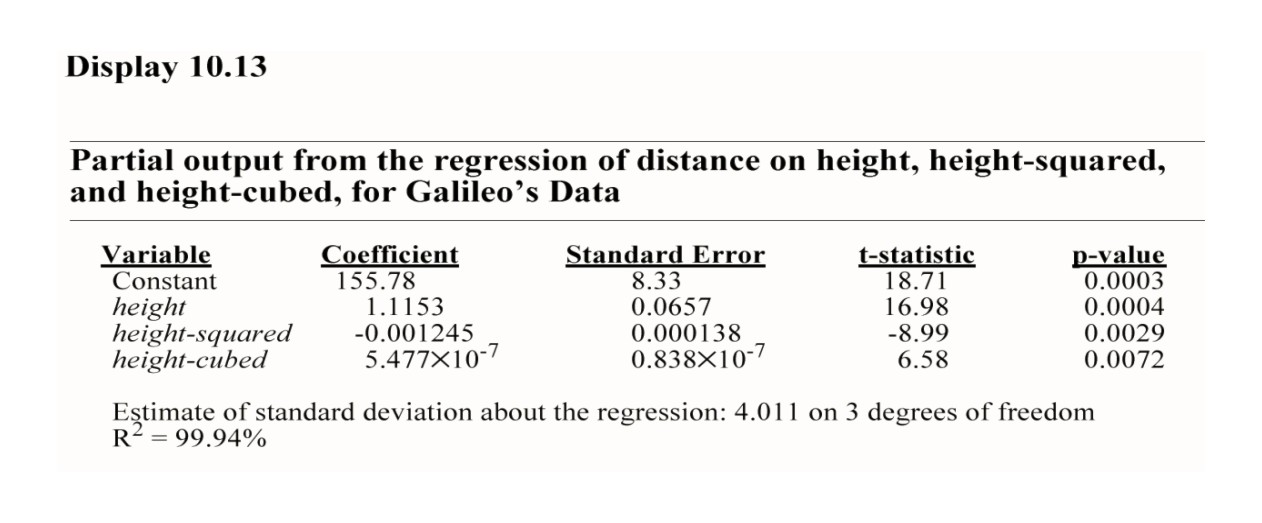 Display 10.13
Partial output from the regression of distance on height, height-squared,
and height-cubed, for Galileo’s Data
Variable Coefficient Standard Error t-statistic p-value
Constant 155.78 8.33 18.71 0.0003
height 1.1153 0.0657 16.98 0.0004
height-squared -0.001245 0.000138 -8.99 0.0029
height-cubed 5.477×10⁻⁷ 0.838×10⁻⁷ 6.58 0.0072
Estimate of standard deviation about the regression: 4.011 on 3 degrees of freedom
R² = 99.94%